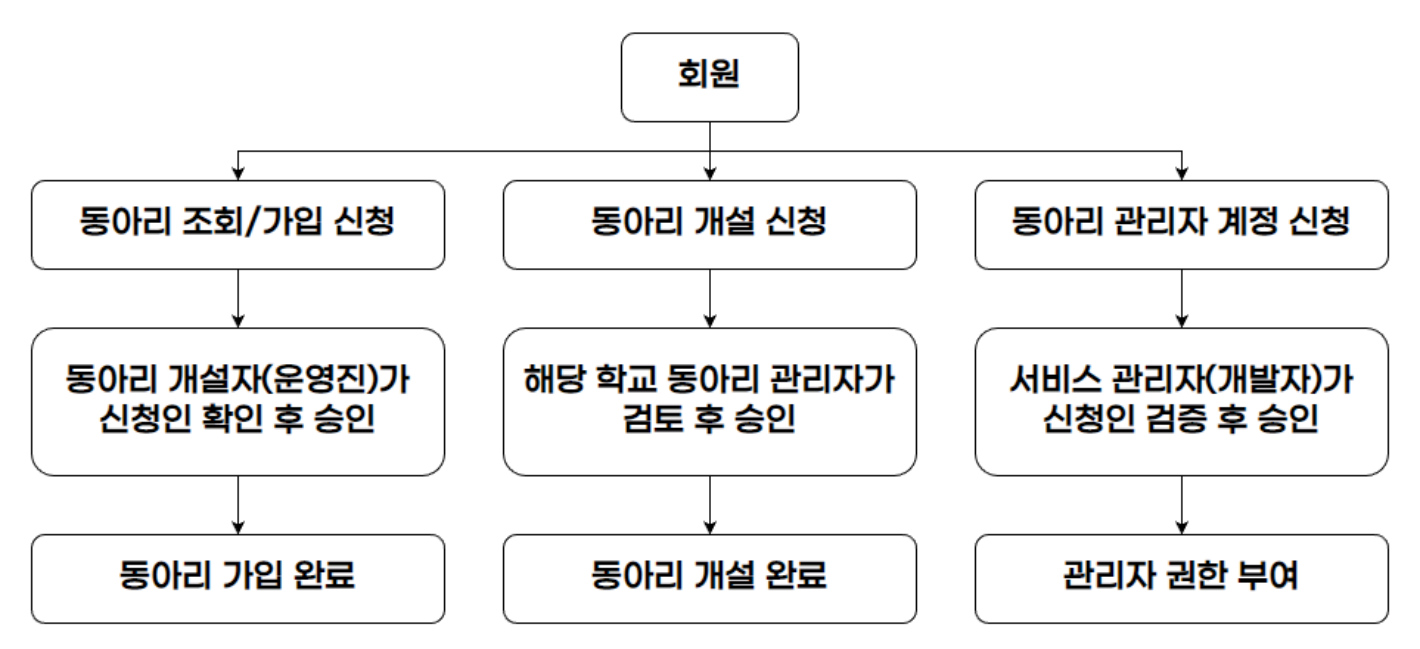 회원
동아리 조회/가입 신청
동아리 개설 신청
동아리 관리자 계정 신청
동아리 개설자(운영진)가
신청인 확인 후 승인
해당 학교 동아리 관리자가
검토 후 승인
서비스 관리자(개발자)가
신청인 검증 후 승인
동아리 가입 완료
동아리 개설 완료
관리자 권한 부여